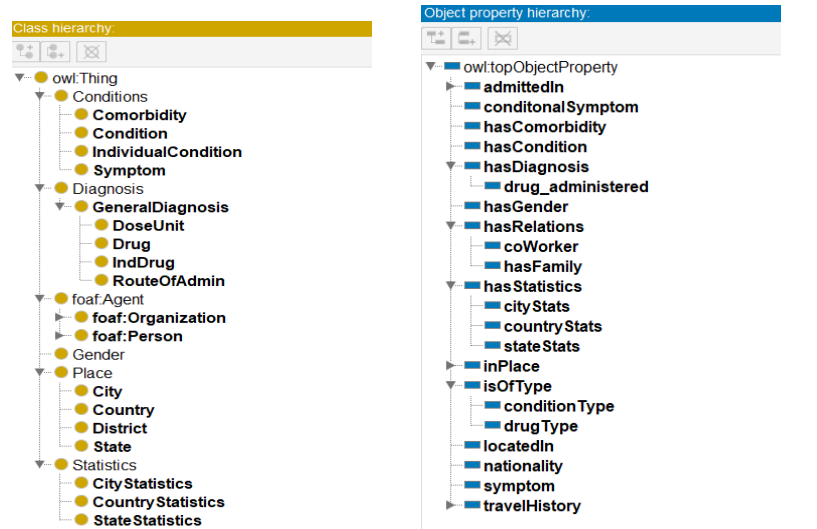 Class hierarchy:
owl:Thing
Conditions
Comorbidity
Condition
IndividualCondition
Symptom
Diagnosis
GeneralDiagnosis
DoseUnit
Drug
IndDrug
RouteOfAdmin
foaf:Agent
foaf:Organization
foaf:Person
Gender
Place
City
Country
District
State
Statistics
CityStatistics
CountryStatistics
StateStatistics
Object property hierarchy:
owl:topObjectProperty
admittedIn
conditonalSymptom
hasComorbidity
hasCondition
hasDiagnosis
drug_administered
hasGender
hasRelations
coWorker
hasFamily
hasStatistics
cityStats
countryStats
stateStats
inPlace
isOfType
conditionType
drugType
locatedIn
nationality
symptom
travelHistory